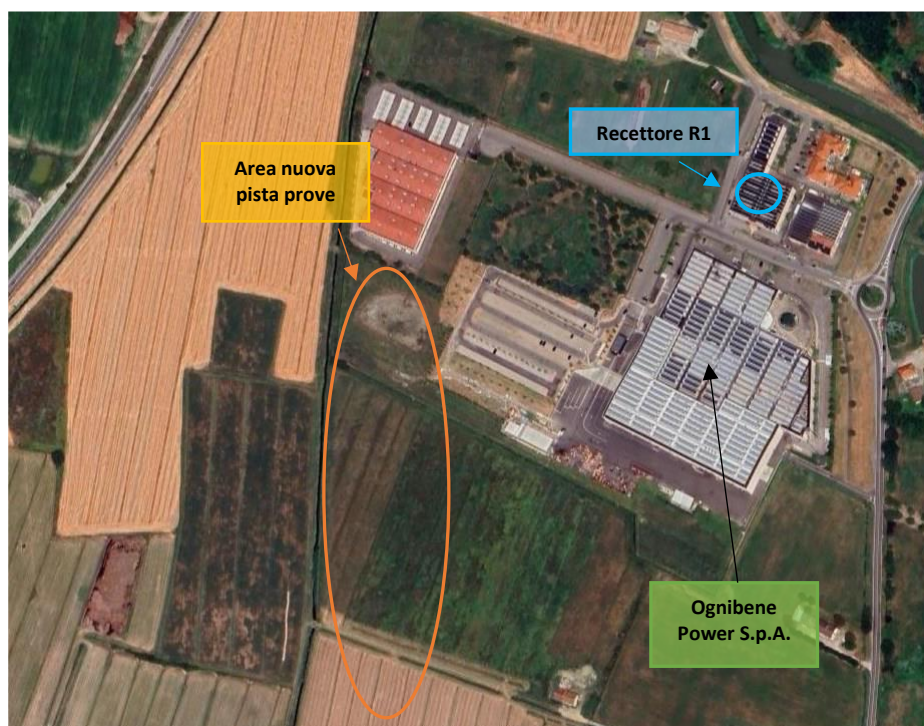 Recettore R1
Area nuova
pista prove
Ognibene
Power S.p.A.